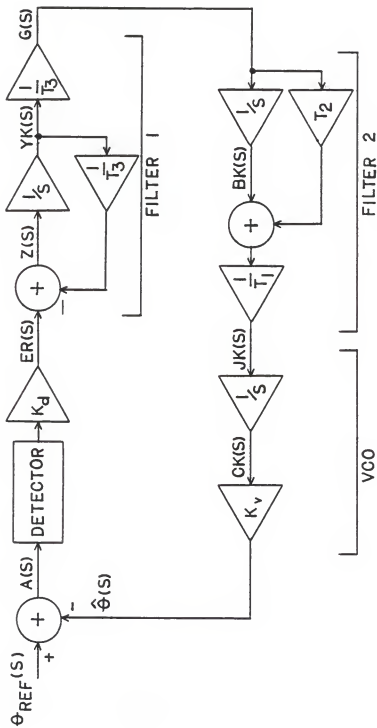 θREF(S)
+
+
-
A(S)
DETECTOR
Kd
ER(S)
+
-
Z(S)
1/S
YK(S)
1/T3
G(S)
1/T3
FILTER 1
1/S
T2
BK(S)
+
1/T1
FILTER 2
JK(S)
1/S
CK(S)
Kv
VCO
θ̂(S)